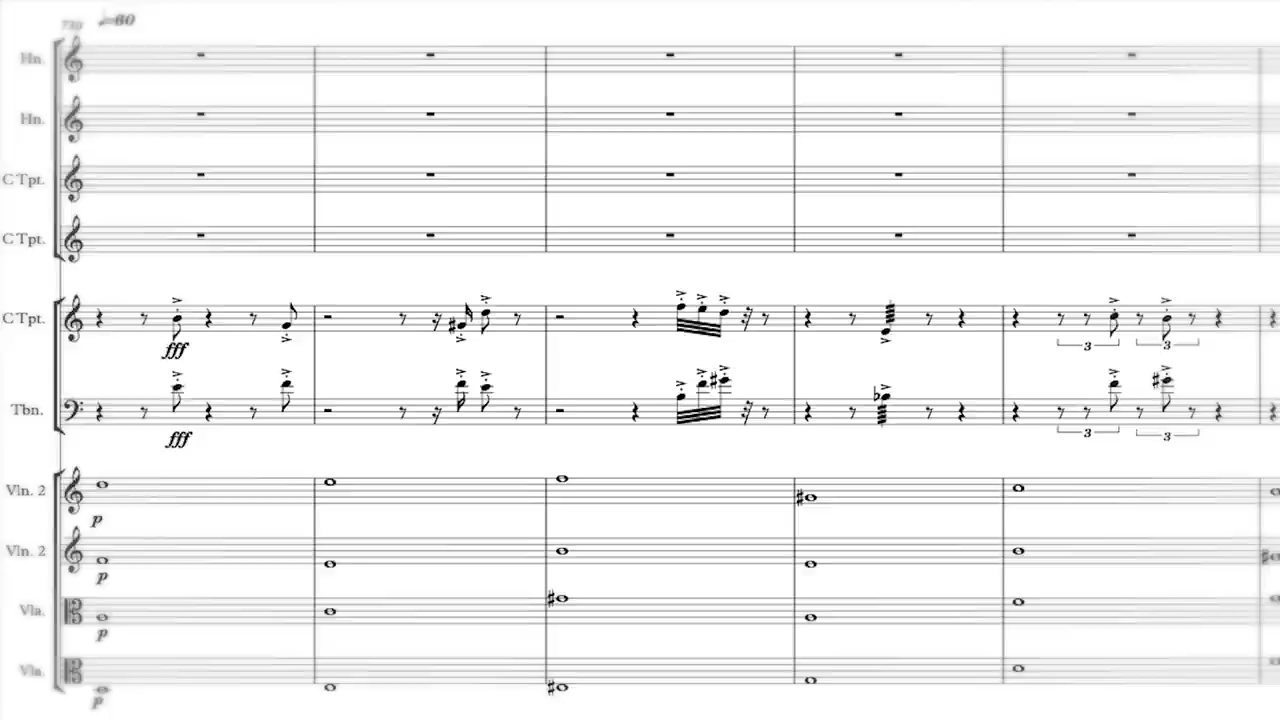 730
=60
Hn.
Hn.
C Tpt.
C Tpt.
C Tpt.
fff
3 3
Tbn.
fff
3 3
Vln. 2
p
Vln. 2
p
Vla.
p
Vla.
p